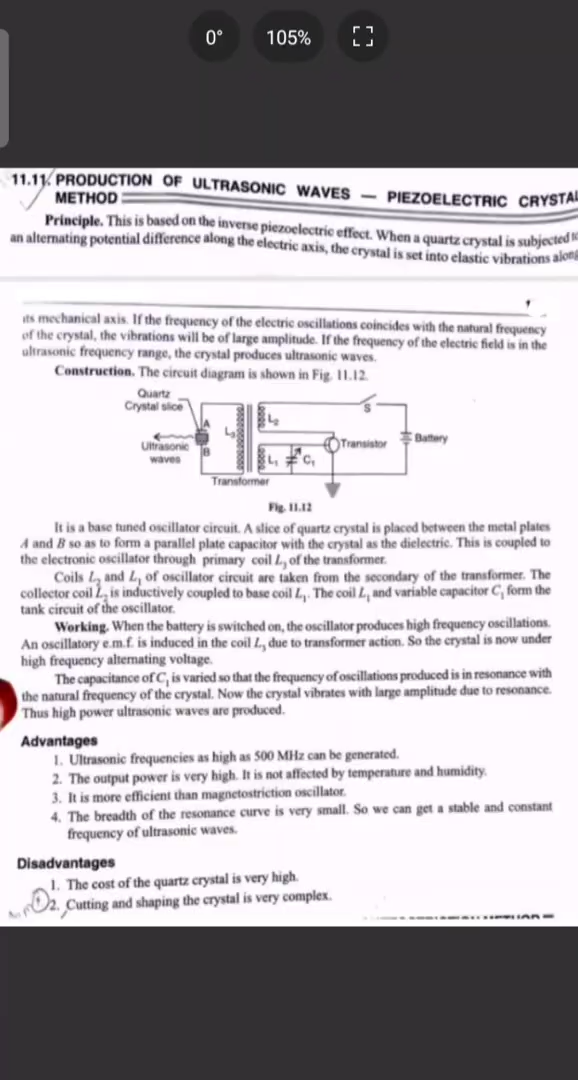 0°
105%
11.11. PRODUCTION OF ULTRASONIC WAVES — PIEZOELECTRIC CRYSTAL
METHOD
Principle. This is based on the inverse piezoelectric effect. When a quartz crystal is subjected to
an alternating potential difference along the electric axis, the crystal is set into elastic vibrations along
its mechanical axis. If the frequency of the electric oscillations coincides with the natural frequency
of the crystal, the vibrations will be of large amplitude. If the frequency of the electric field is in the
ultrasonic frequency range, the crystal produces ultrasonic waves.
Construction. The circuit diagram is shown in Fig. 11.12.
Quartz
Crystal slice
A
B
L₃
L₂
S
Ultrasonic
waves
L₁
C₁
Transistor
Battery
Transformer
Fig. 11.12
It is a base tuned oscillator circuit. A slice of quartz crystal is placed between the metal plates
A and B so as to form a parallel plate capacitor with the crystal as the dielectric. This is coupled to
the electronic oscillator through primary coil L₃ of the transformer.
Coils L₂ and L₁ of oscillator circuit are taken from the secondary of the transformer. The
collector coil L₂ is inductively coupled to base coil L₁. The coil L₁ and variable capacitor C₁ form the
tank circuit of the oscillator.
Working. When the battery is switched on, the oscillator produces high frequency oscillations.
An oscillatory e.m.f. is induced in the coil L₃ due to transformer action. So the crystal is now under
high frequency alternating voltage.
The capacitance of C₁ is varied so that the frequency of oscillations produced is in resonance with
the natural frequency of the crystal. Now the crystal vibrates with large amplitude due to resonance.
Thus high power ultrasonic waves are produced.
Advantages
1. Ultrasonic frequencies as high as 500 MHz can be generated.
2. The output power is very high. It is not affected by temperature and humidity.
3. It is more efficient than magnetostriction oscillator.
4. The breadth of the resonance curve is very small. So we can get a stable and constant
frequency of ultrasonic waves.
Disadvantages
1. The cost of the quartz crystal is very high.
2. Cutting and shaping the crystal is very complex.